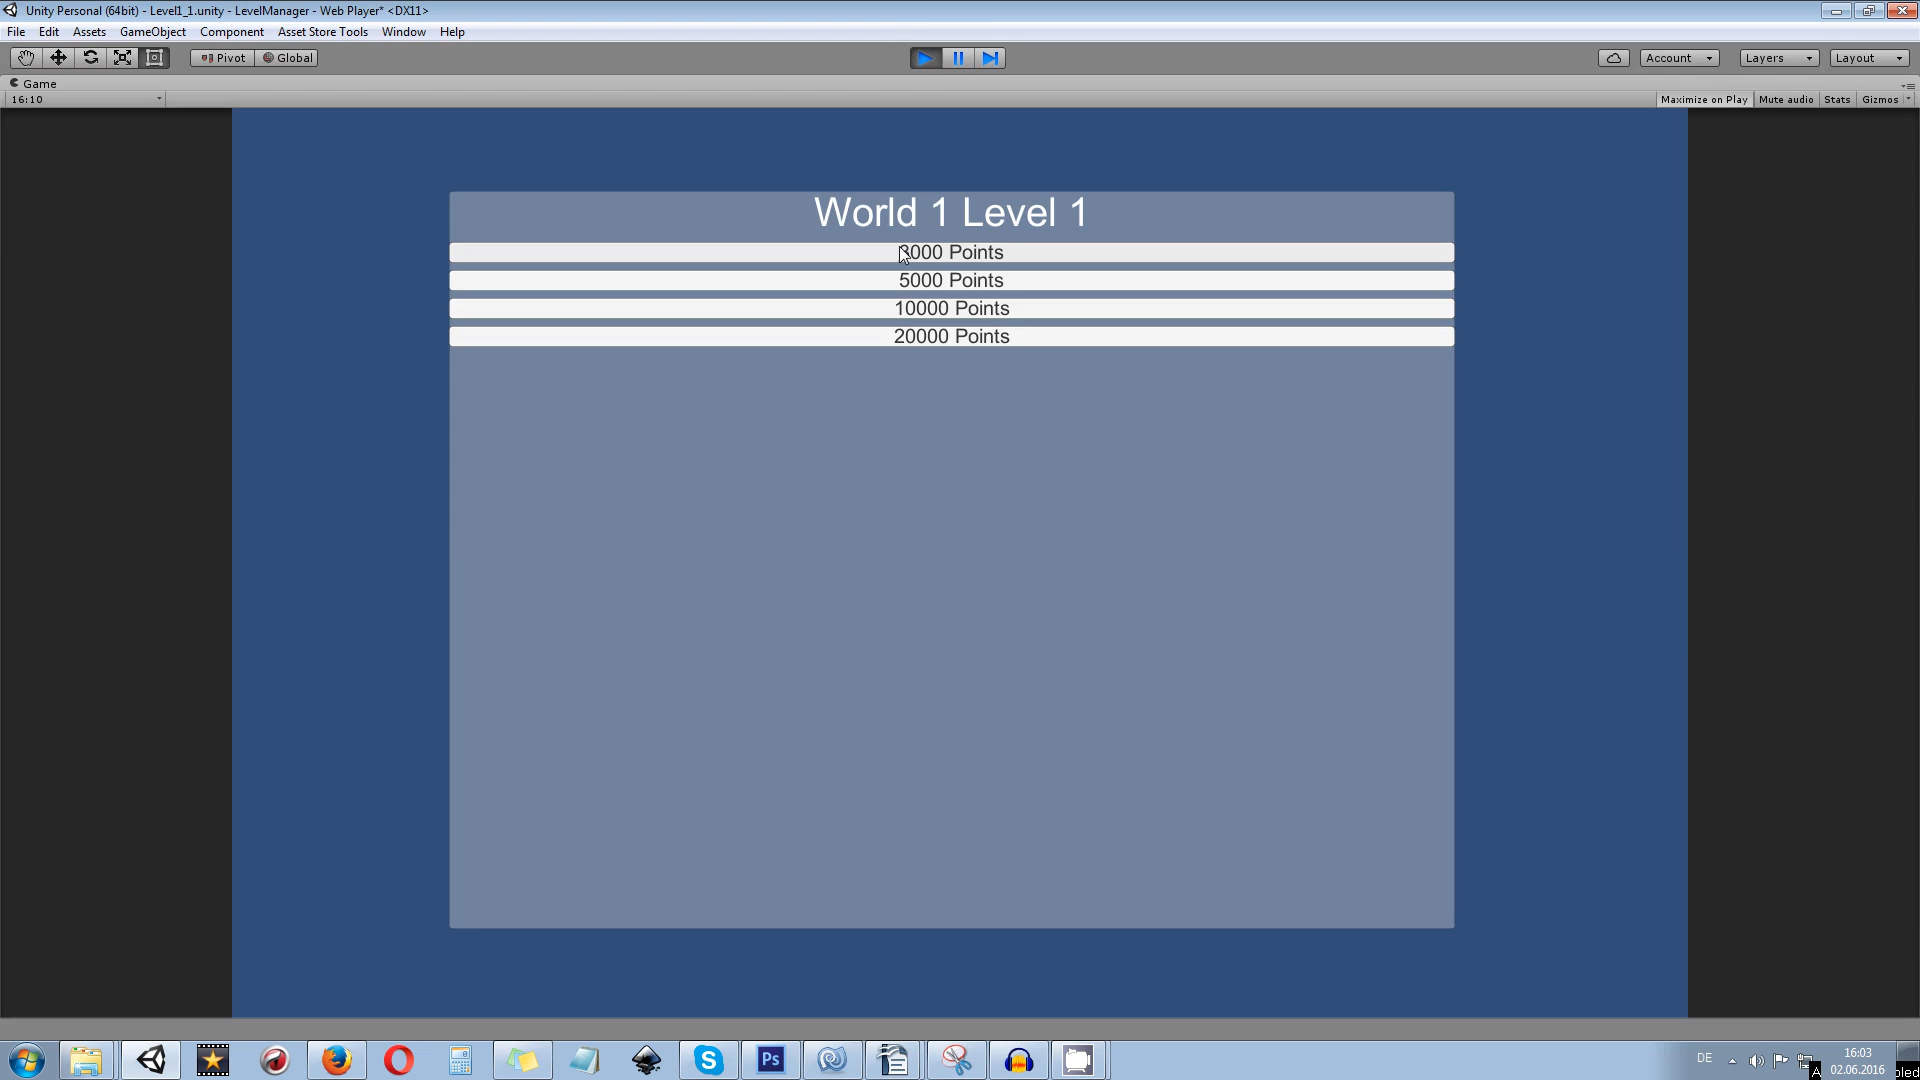 Unity Personal (64bit) - Level1_1.unity - LevelManager - Web Player* <DX11>
File Edit Assets GameObject Component Asset Store Tools Window Help
Pivot Global Account Layers Layout
Game
16:10 Maximize on Play Mute audio Stats Gizmos
World 1 Level 1
000 Points
5000 Points
10000 Points
20000 Points
Ps
DE
16:03
02.06.2016